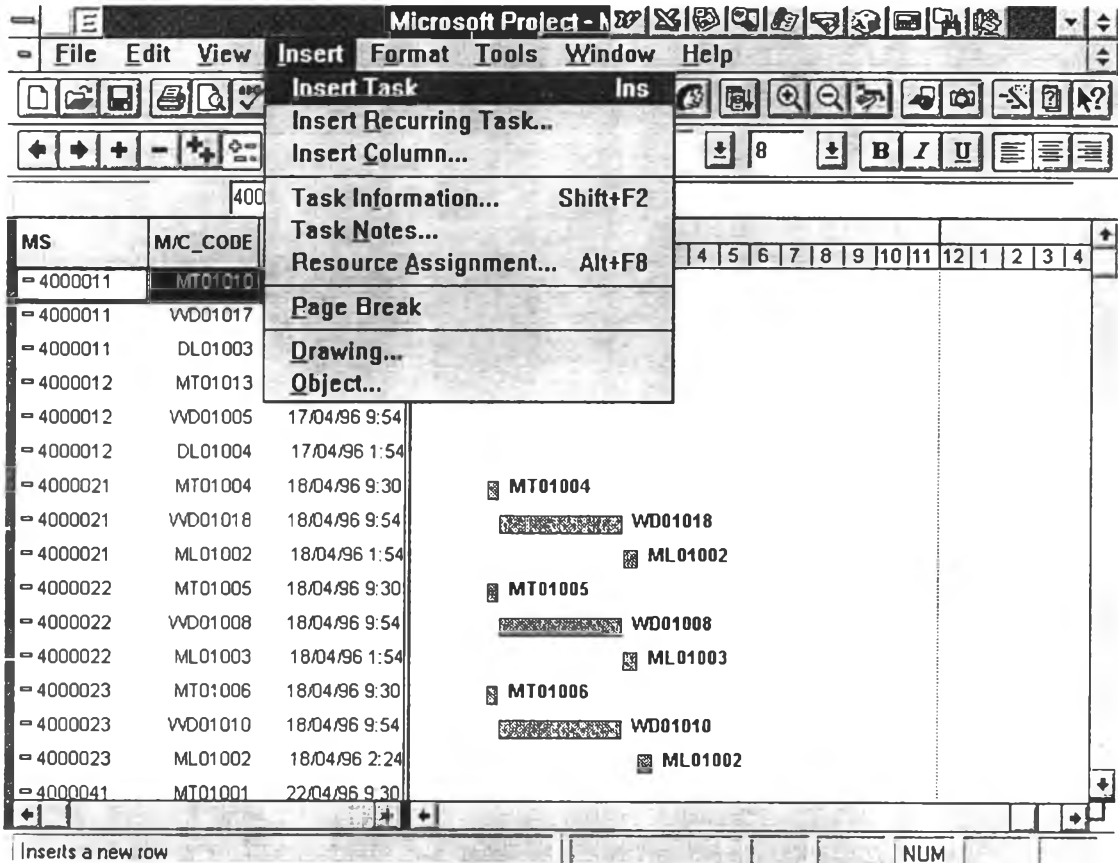 Microsoft Project -
File Edit View Insert Format Tools Window Help
Insert Task Ins
Insert Recurring Task...
Insert Column...
8 B I U
Task Information... Shift+F2
400
Task Notes...
Resource Assignment... Alt+F8
Page Break
Drawing...
Object...
MS M/C_CODE
4 5 6 7 8 9 10 11 12 1 2 3 4
4000011 MT01010
4000011 WD01017
4000011 DL01003
4000012 MT01013
4000012 WD01005 17/04/96 9:54
4000012 DL01004 17/04/96 1:54
4000021 MT01004 18/04/96 9:30 MT01004
4000021 WD01018 18/04/96 9:54 WD01018
4000021 ML01002 18/04/96 1:54 ML01002
4000022 MT01005 18/04/96 9:30 MT01005
4000022 WD01008 18/04/96 9:54 WD01008
4000022 ML01003 18/04/96 1:54 ML01003
4000023 MT01006 18/04/96 9:30 MT01006
4000023 WD01010 18/04/96 9:54 WD01010
4000023 ML01002 18/04/96 2:24 ML01002
4000041 MT01001 22/04/96 9:30
Inserts a new row NUM